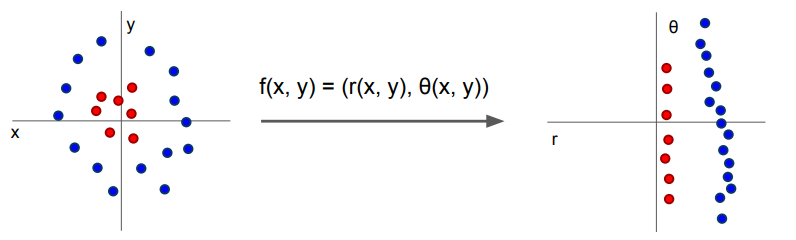 y
x
f(x, y) = (r(x, y), θ(x, y))
θ
r